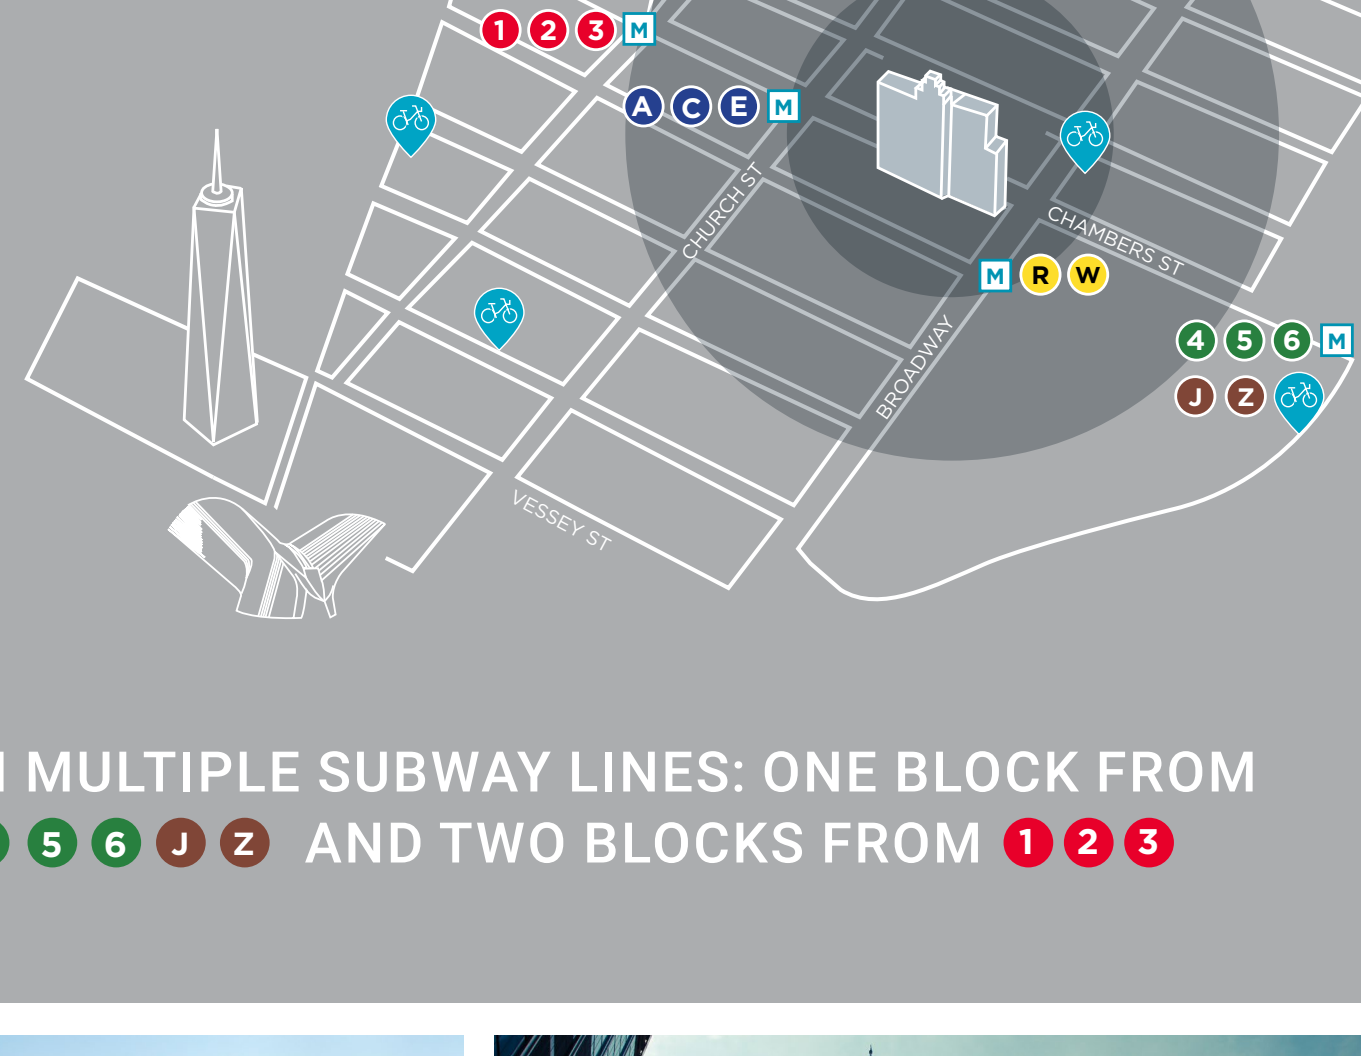 1 2 3 M
A C E M
CHURCH ST
CHAMBERS ST
M R W
BROADWAY
4 5 6 M
J Z
VESSEY ST
MULTIPLE SUBWAY LINES: ONE BLOCK FROM
5 6 J Z AND TWO BLOCKS FROM 1 2 3